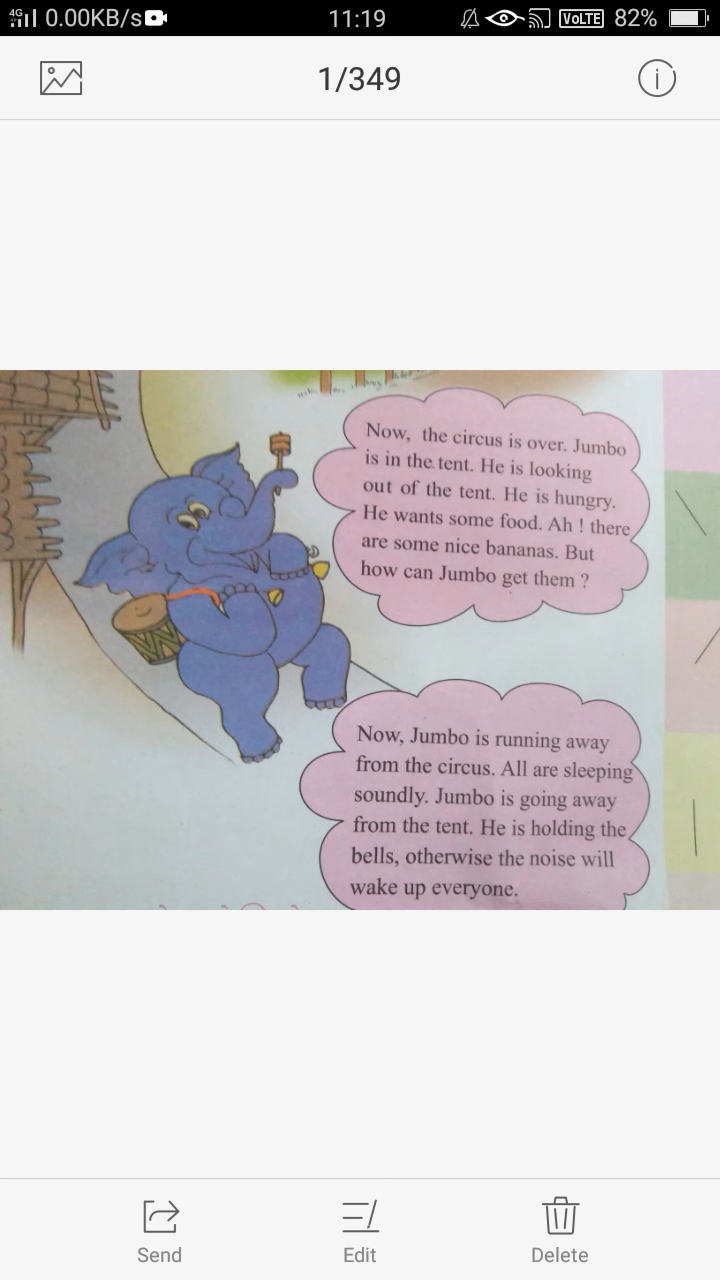 4G 0.00KB/s 11:19 VoLTE 82%
1/349
Now, the circus is over. Jumbo
is in the tent. He is looking
out of the tent. He is hungry.
He wants some food. Ah ! there
are some nice bananas. But
how can Jumbo get them ?
Now, Jumbo is running away
from the circus. All are sleeping
soundly. Jumbo is going away
from the tent. He is holding the
bells, otherwise the noise will
wake up everyone.
Send Edit Delete